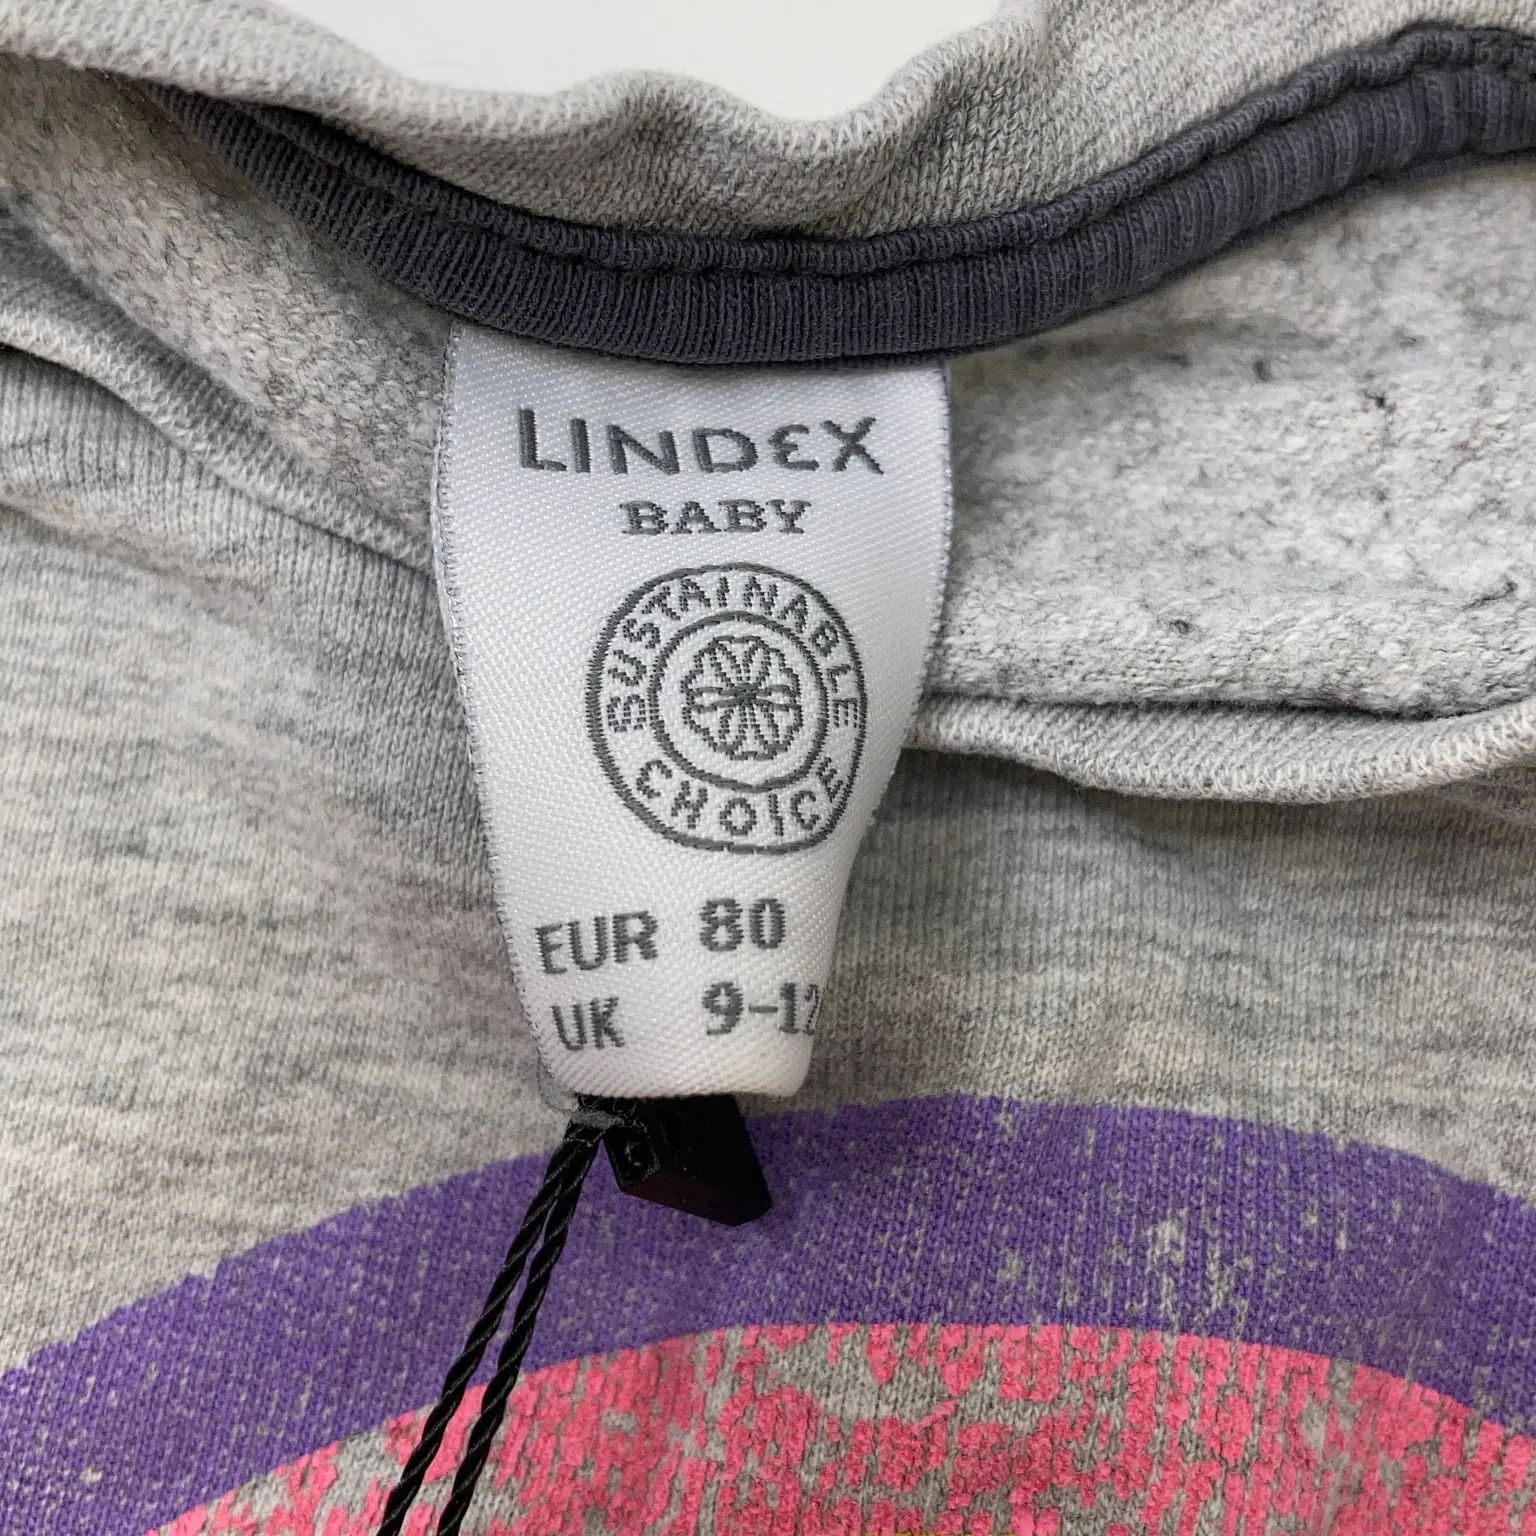 LINDEX
BABY
SUSTAINABLE
CHOICE
EUR 80
UK 9-12